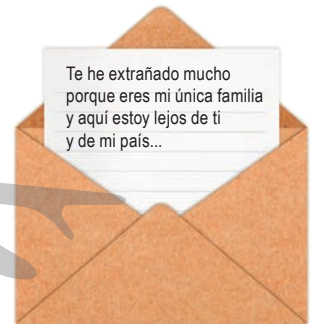 Te he extrañado mucho
porque eres mi única familia
y aquí estoy lejos de ti
y de mi país...